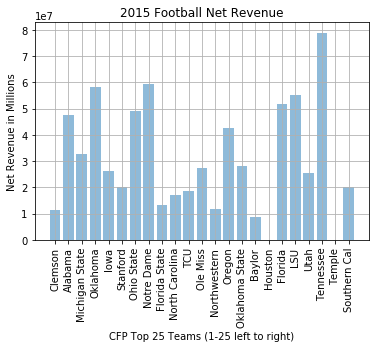 2015 Football Net Revenue
1e7
8
7
6
5
4
3
2
1
0
Net Revenue in Millions
Clemson
Alabama
Michigan State
Oklahoma
Iowa
Stanford
Ohio State
Notre Dame
Florida State
North Carolina
TCU
Ole Miss
Northwestern
Oregon
Oklahoma State
Baylor
Houston
Florida
LSU
Utah
Tennessee
Temple
Southern Cal
CFP Top 25 Teams (1-25 left to right)